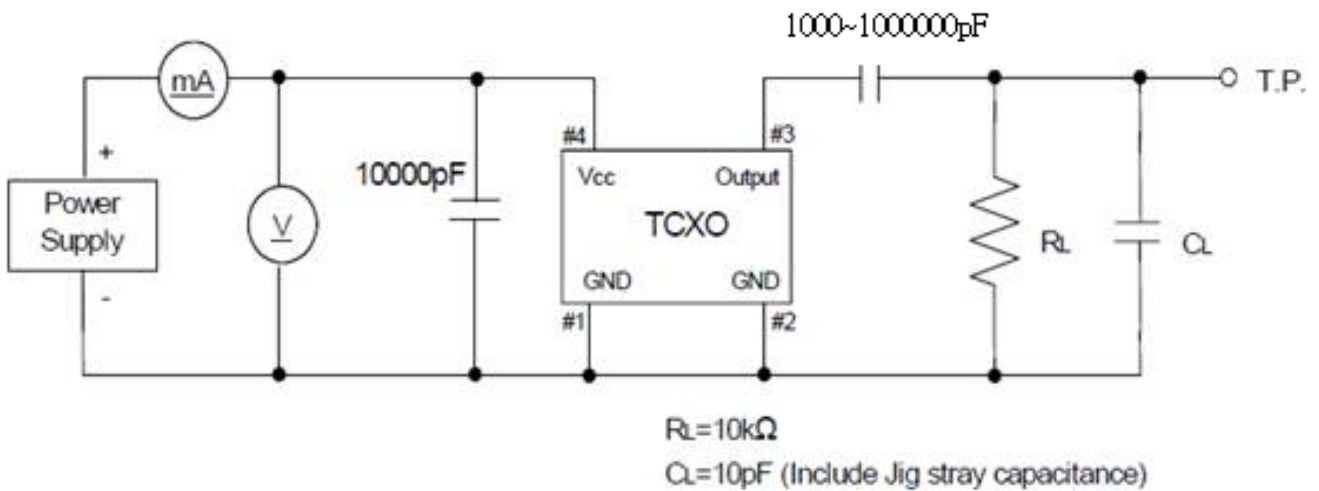 1000~1000000pF
mA
T.P.
#4
#3
+
10000pF
Vcc
Output
Power
Supply
V
TCXO
RL
CL
GND
GND
-
#1
#2
RL=10kΩ
CL=10pF (Include Jig stray capacitance)